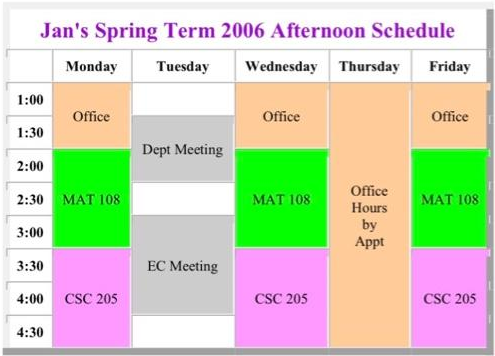 Jan's Spring Term 2006 Afternoon Schedule
Monday Tuesday Wednesday Thursday Friday
1:00
Office Office Office
1:30
Dept Meeting
2:00
2:30 MAT 108 MAT 108 Office MAT 108
Hours
3:00 by
Appt
3:30 EC Meeting
4:00 CSC 205 CSC 205 CSC 205
4:30